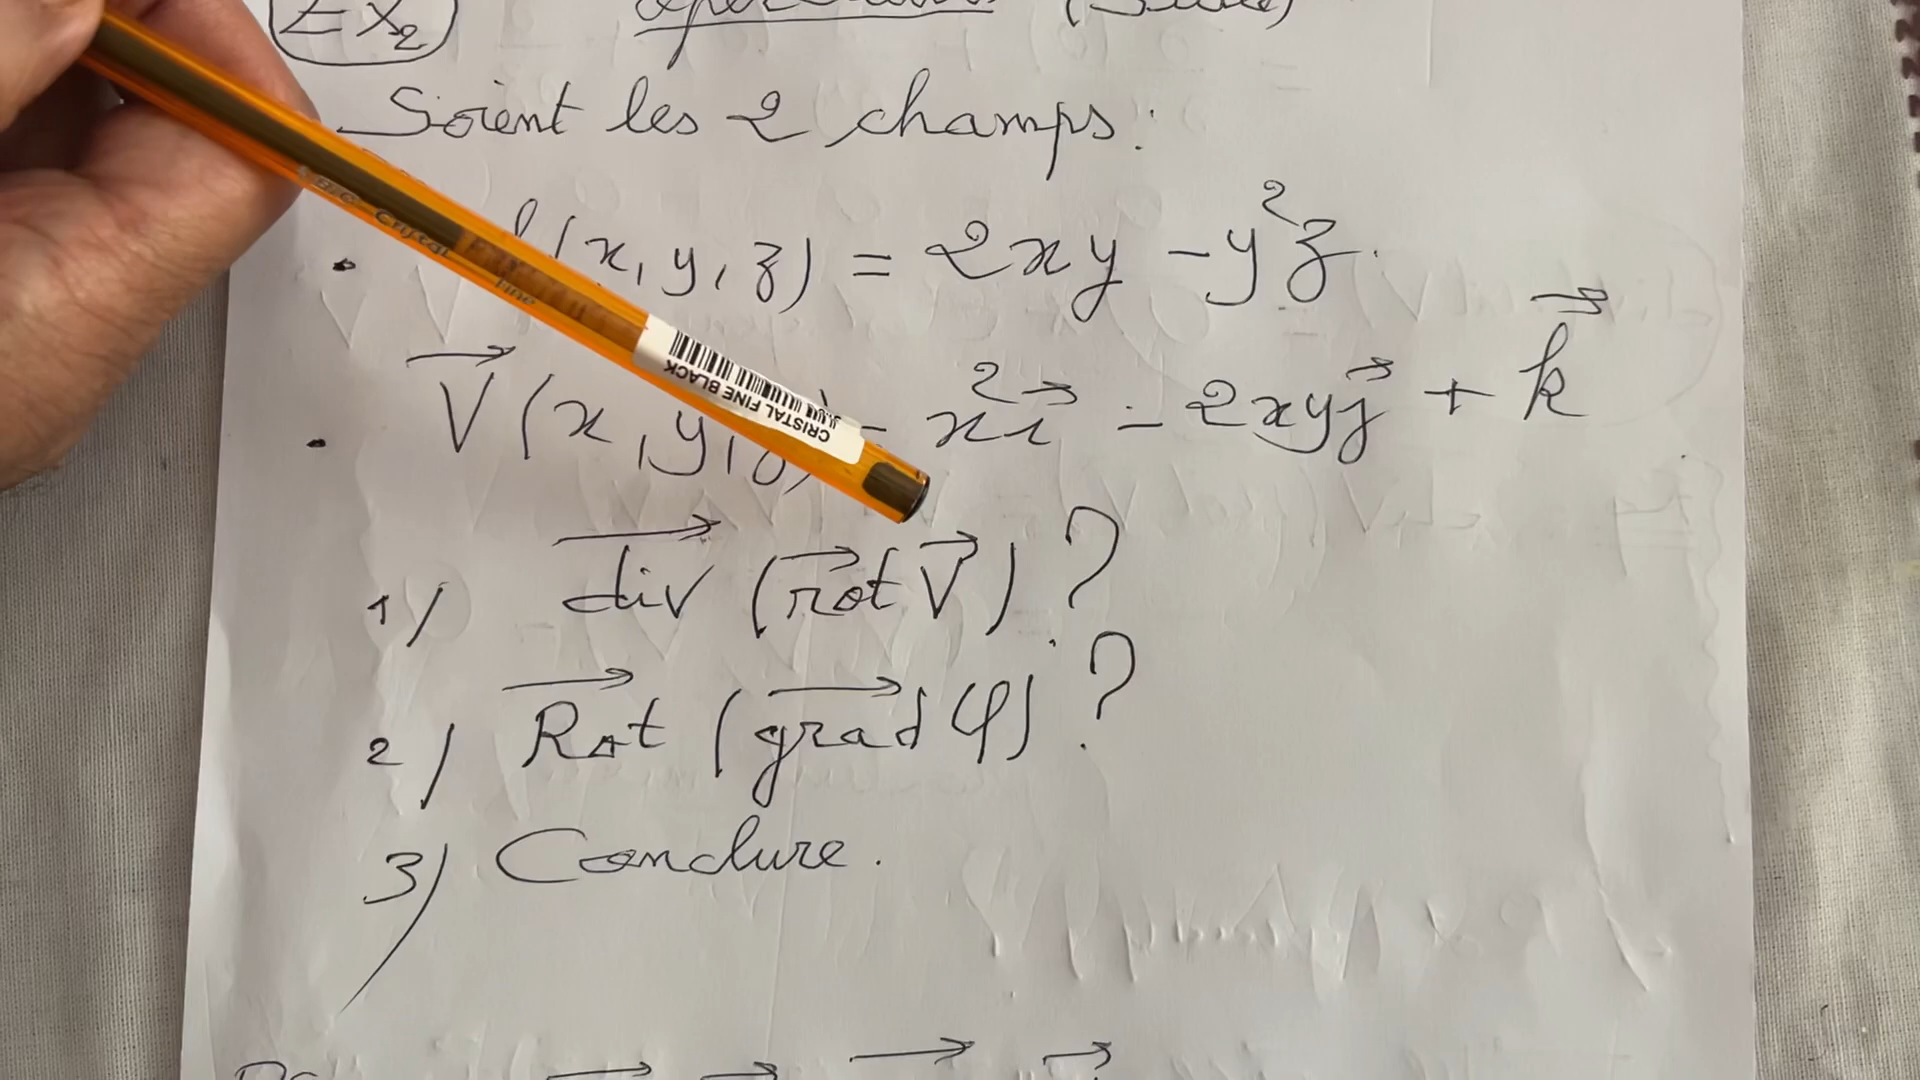 Ex2 (Suite)
Soient les 2 champs:
• (x, y, z) = 2xy - y²z.
• V⃗(x, y, z) = x²i⃗ - 2xyj⃗ + k⃗
BIC Cristal fine
CRISTAL FINE BLACK
1) div⃗ (rot⃗ V⃗) ?
2) Rot⃗ (grad⃗ φ) ?
3) Conclure.